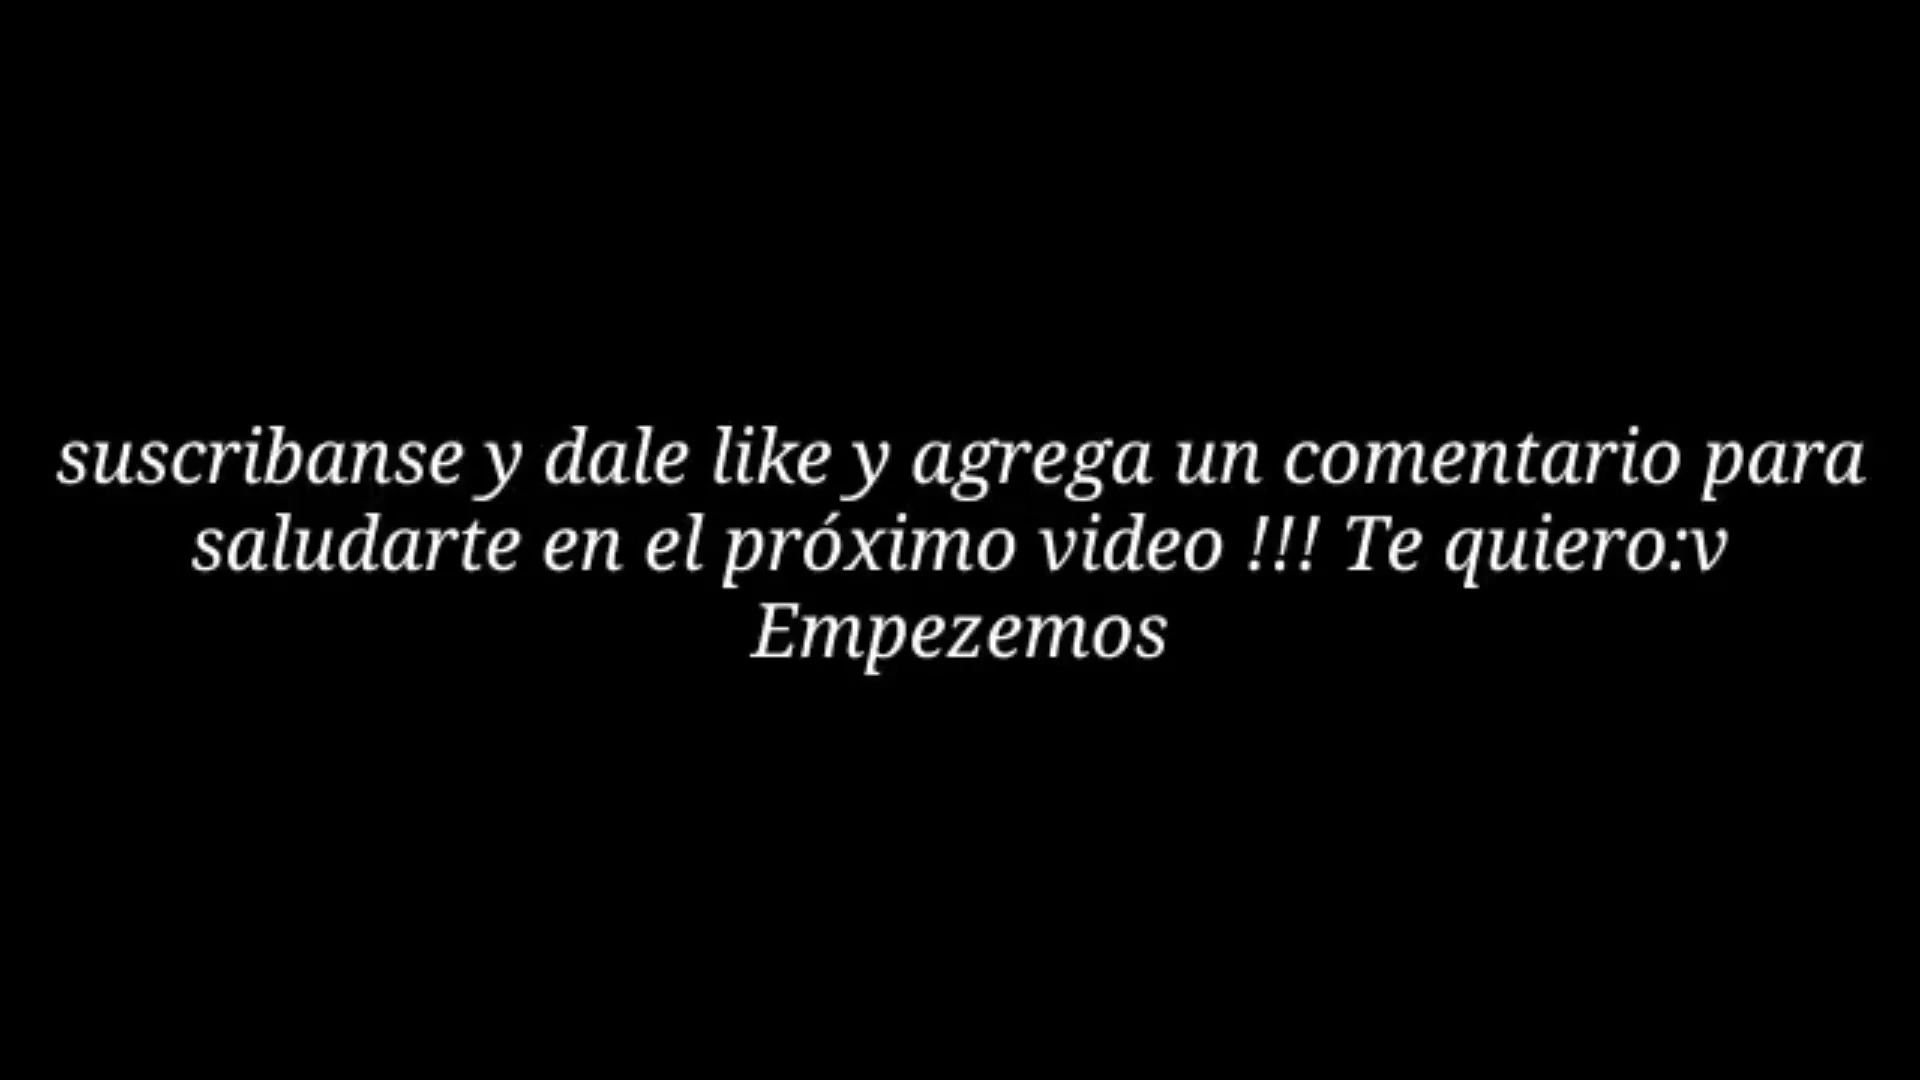 suscribanse y dale like y agrega un comentario para
saludarte en el próximo video !!! Te quiero:v
Empezemos